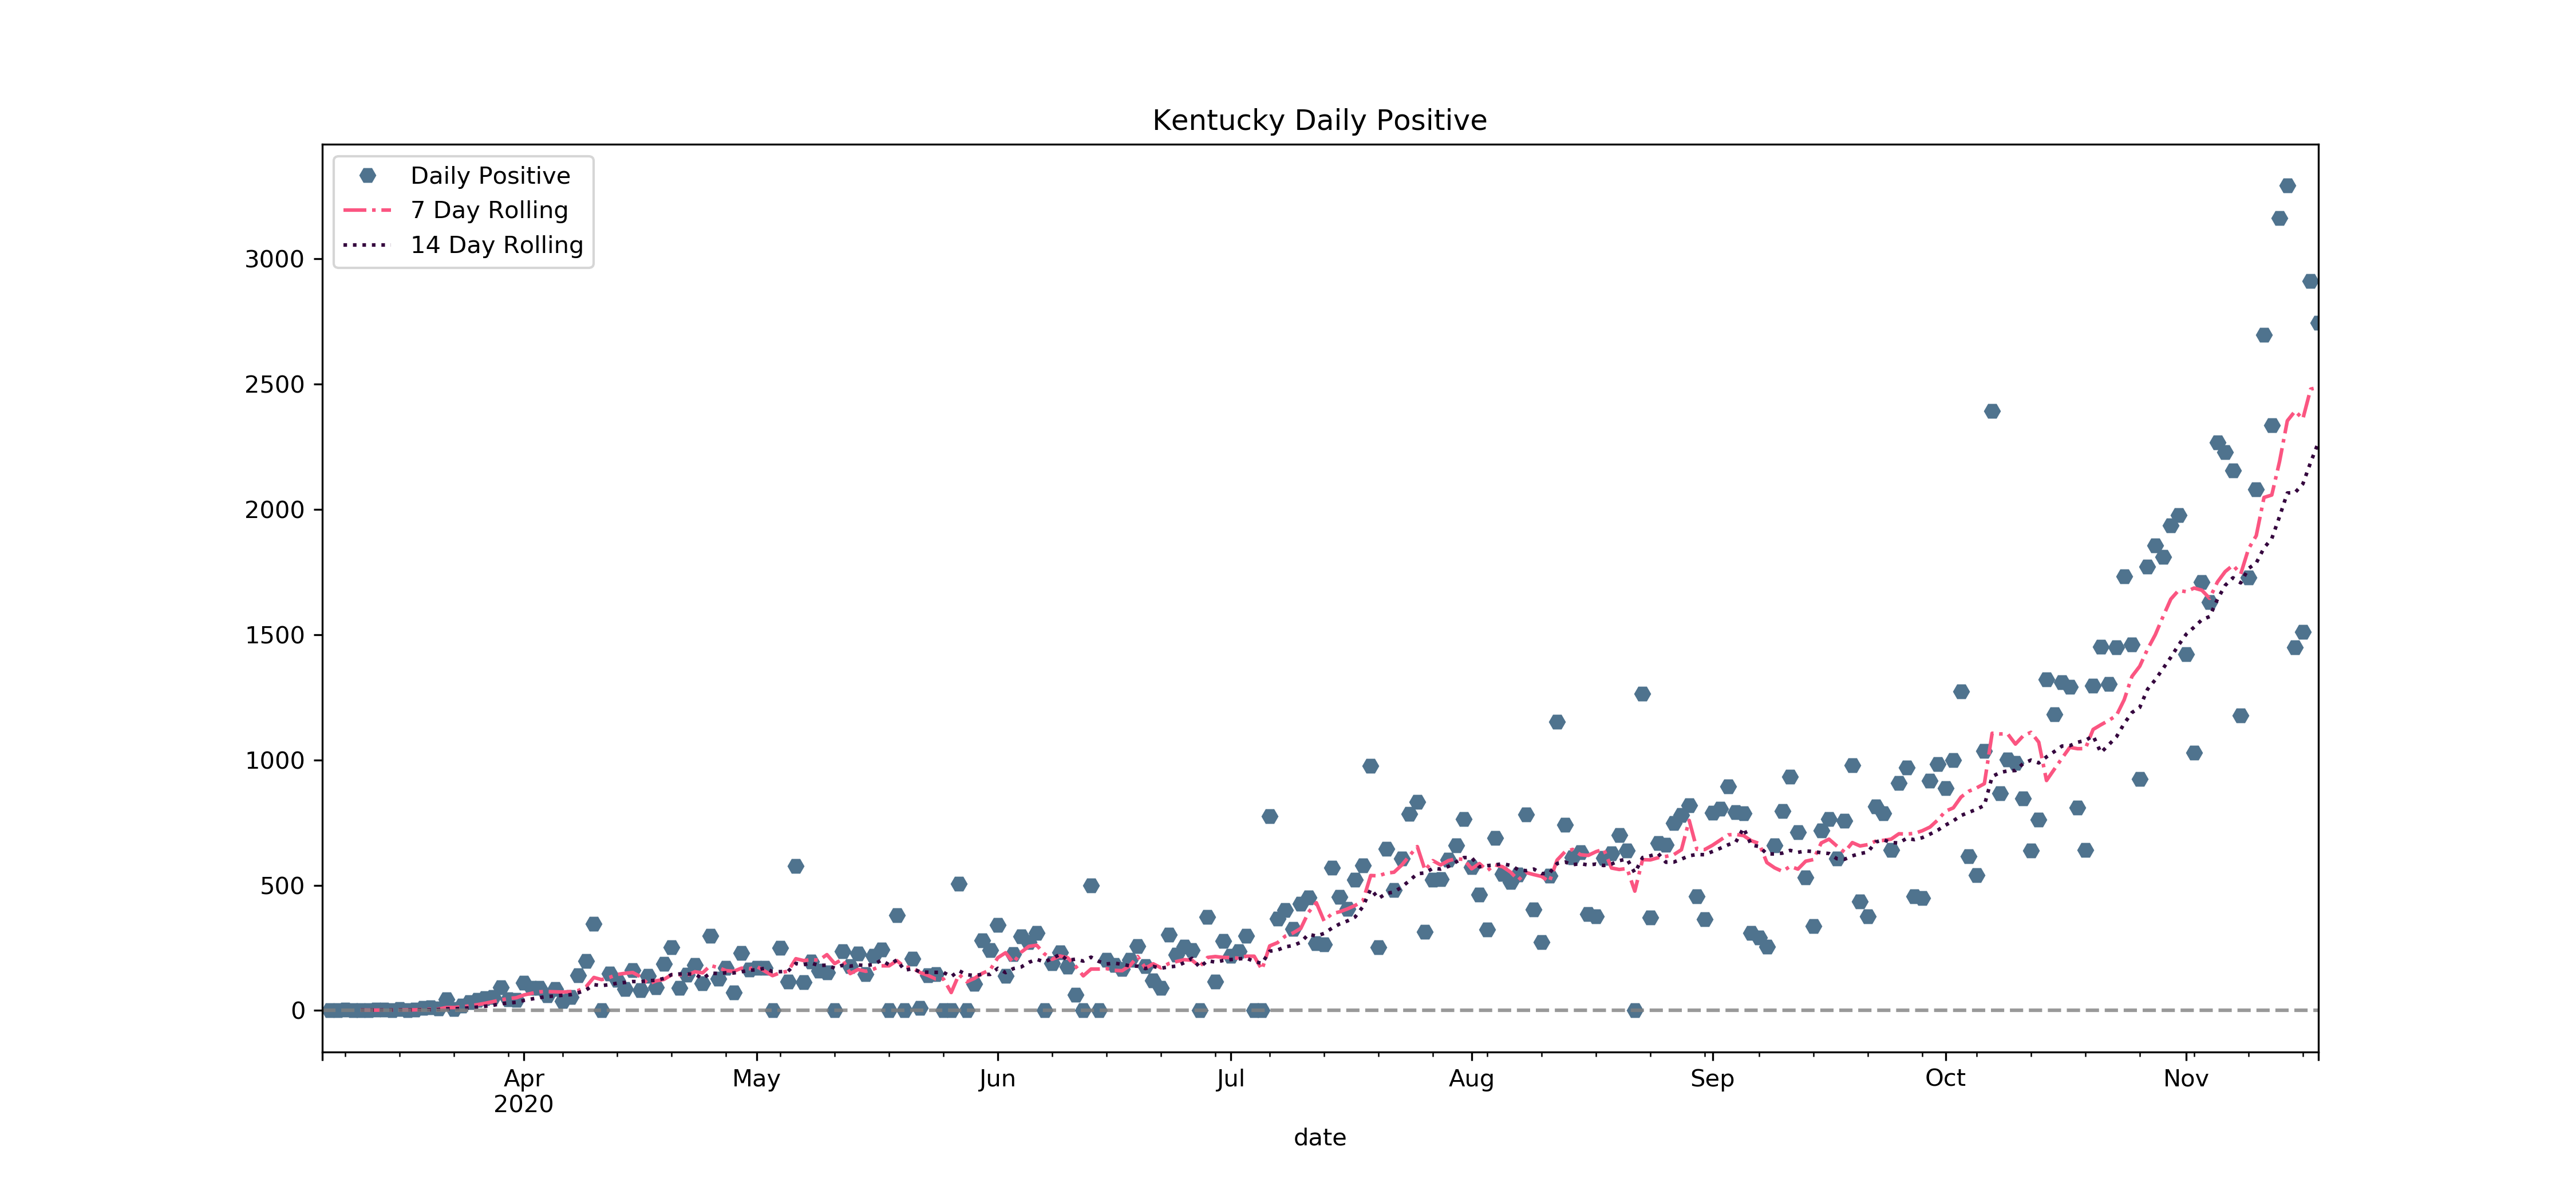 Kentucky Daily Positive
Daily Positive
7 Day Rolling
14 Day Rolling
3000
2500
2000
1500
1000
500
0
Apr May Jun Jul Aug Sep Oct Nov
2020
date